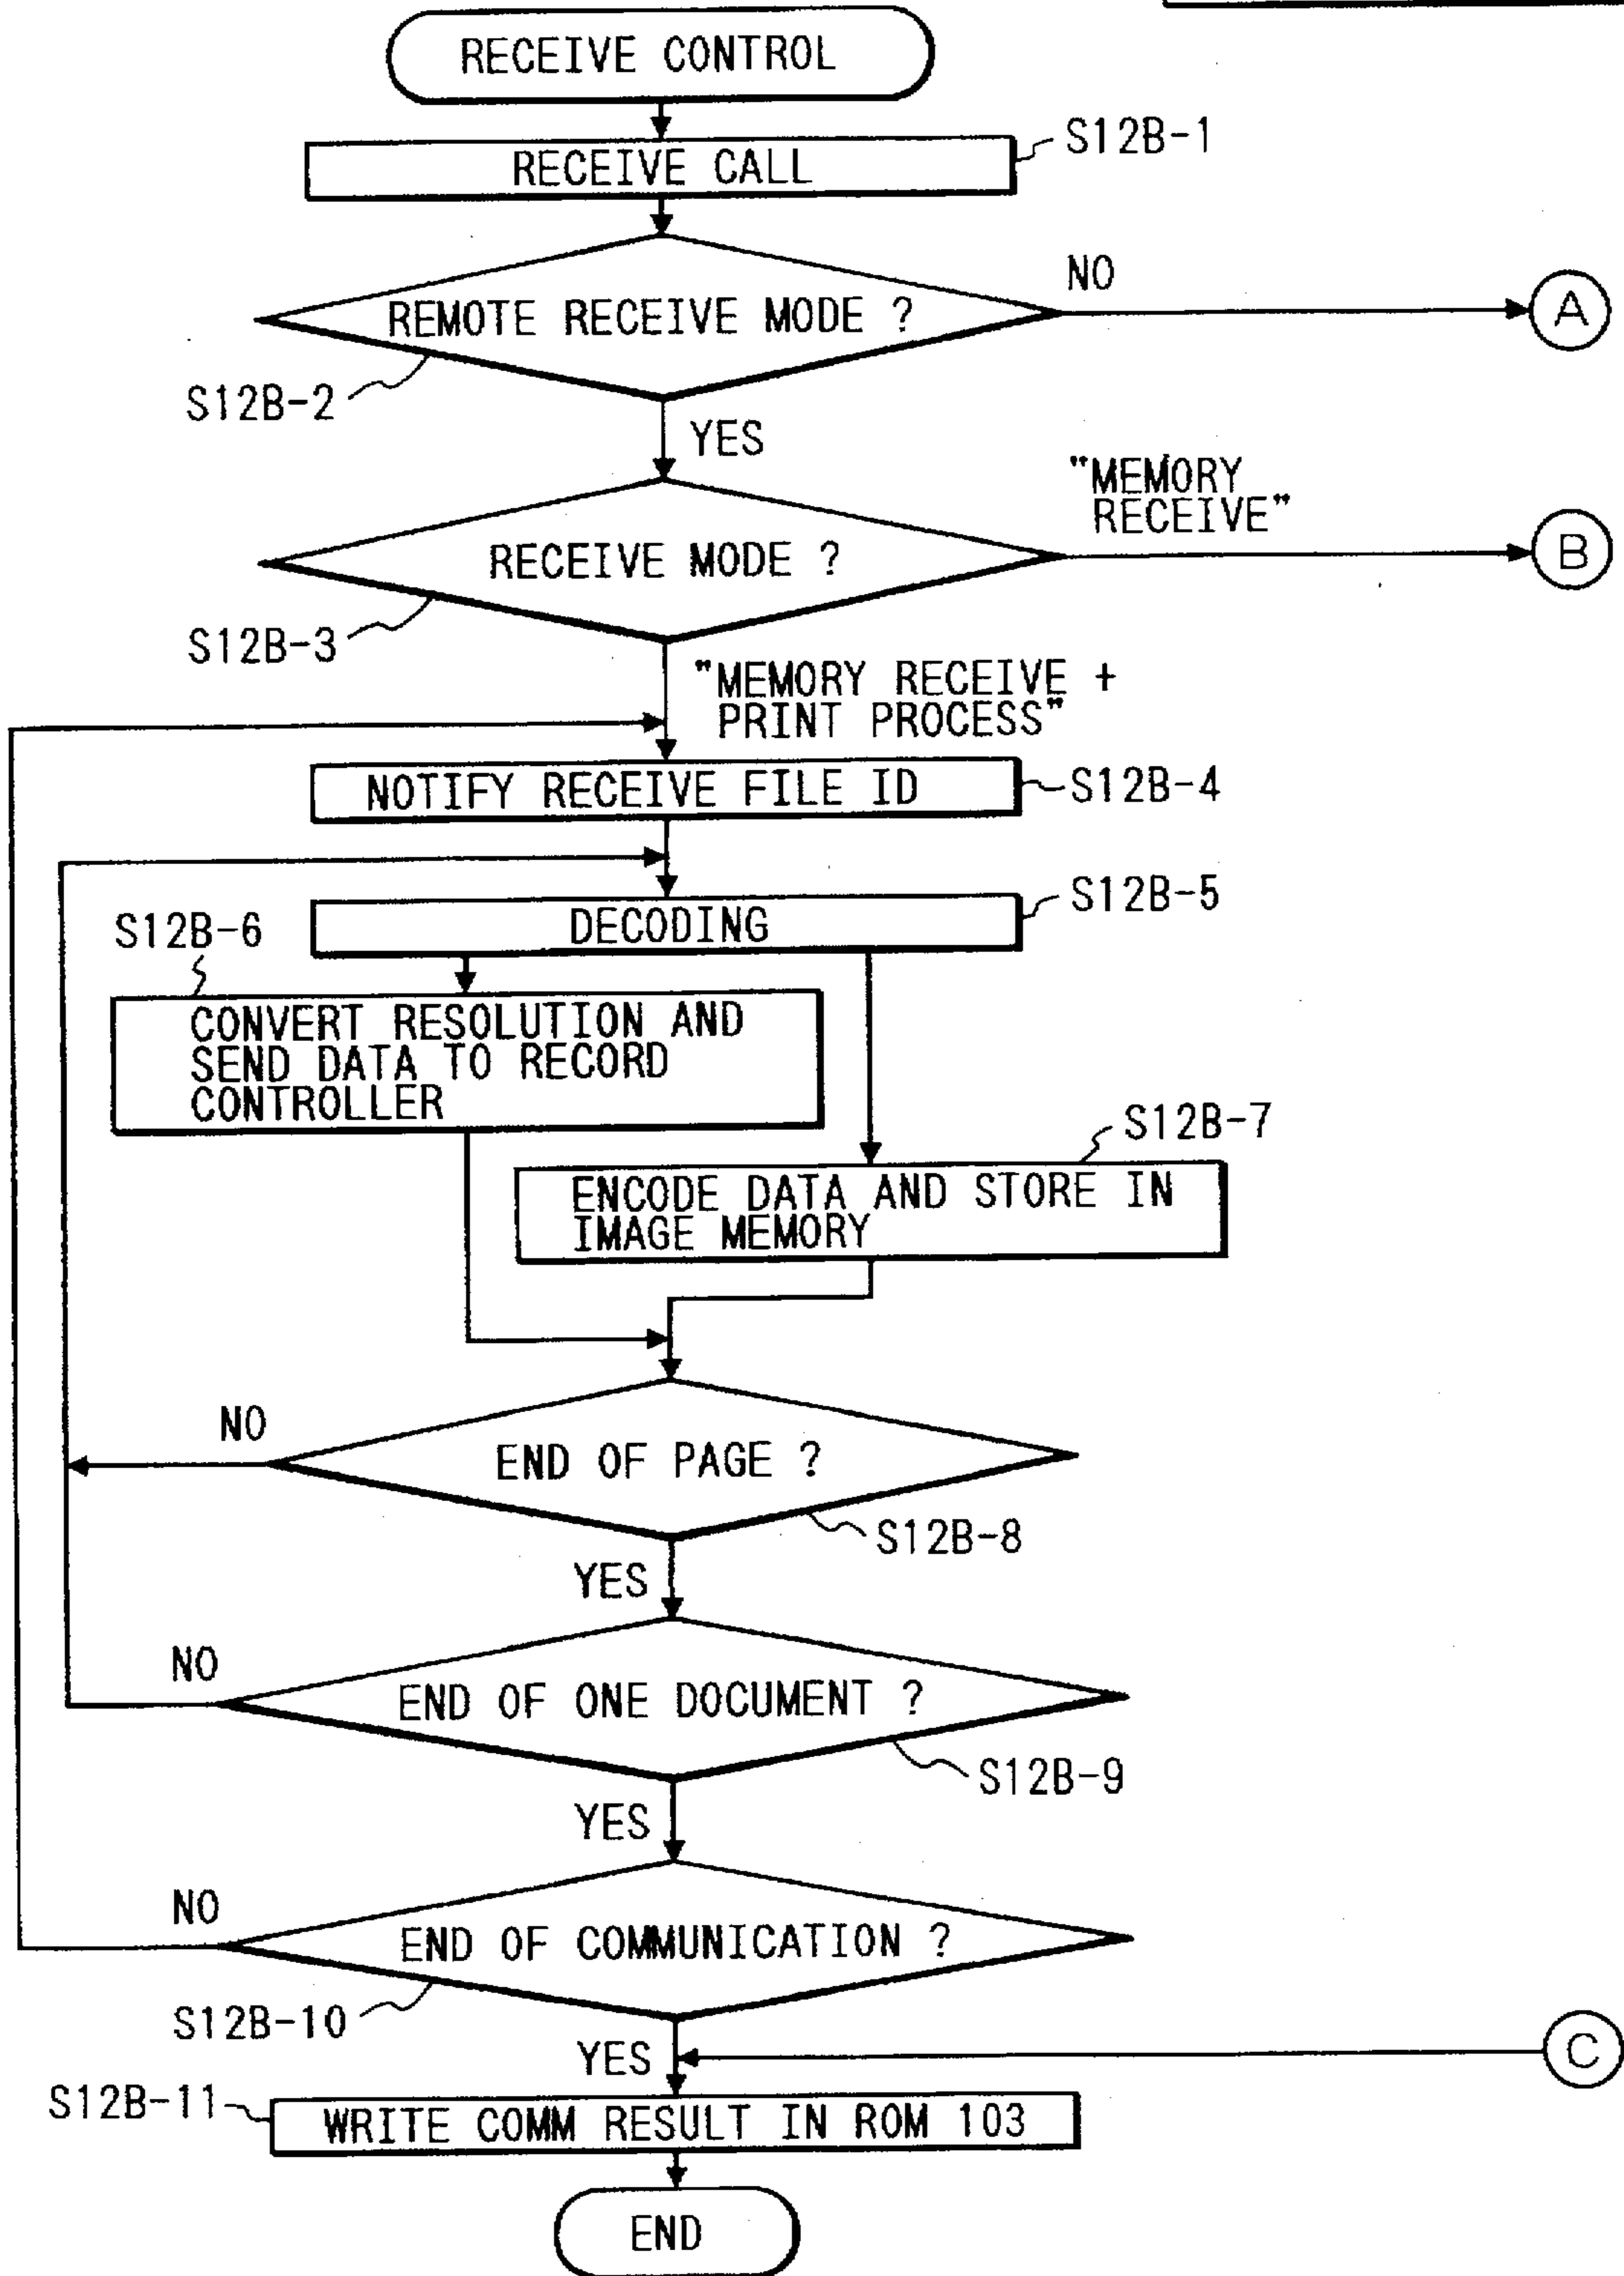 RECEIVE CONTROL
S12B-1
RECEIVE CALL
NO
REMOTE RECEIVE MODE ?
A
S12B-2
YES
"MEMORY
RECEIVE"
RECEIVE MODE ?
B
S12B-3
"MEMORY RECEIVE +
PRINT PROCESS"
NOTIFY RECEIVE FILE ID
S12B-4
S12B-5
DECODING
S12B-6
CONVERT RESOLUTION AND
SEND DATA TO RECORD
CONTROLLER
S12B-7
ENCODE DATA AND STORE IN
IMAGE MEMORY
NO
END OF PAGE ?
S12B-8
YES
NO
END OF ONE DOCUMENT ?
S12B-9
YES
NO
END OF COMMUNICATION ?
S12B-10
YES
C
S12B-11
WRITE COMM RESULT IN ROM 103
END